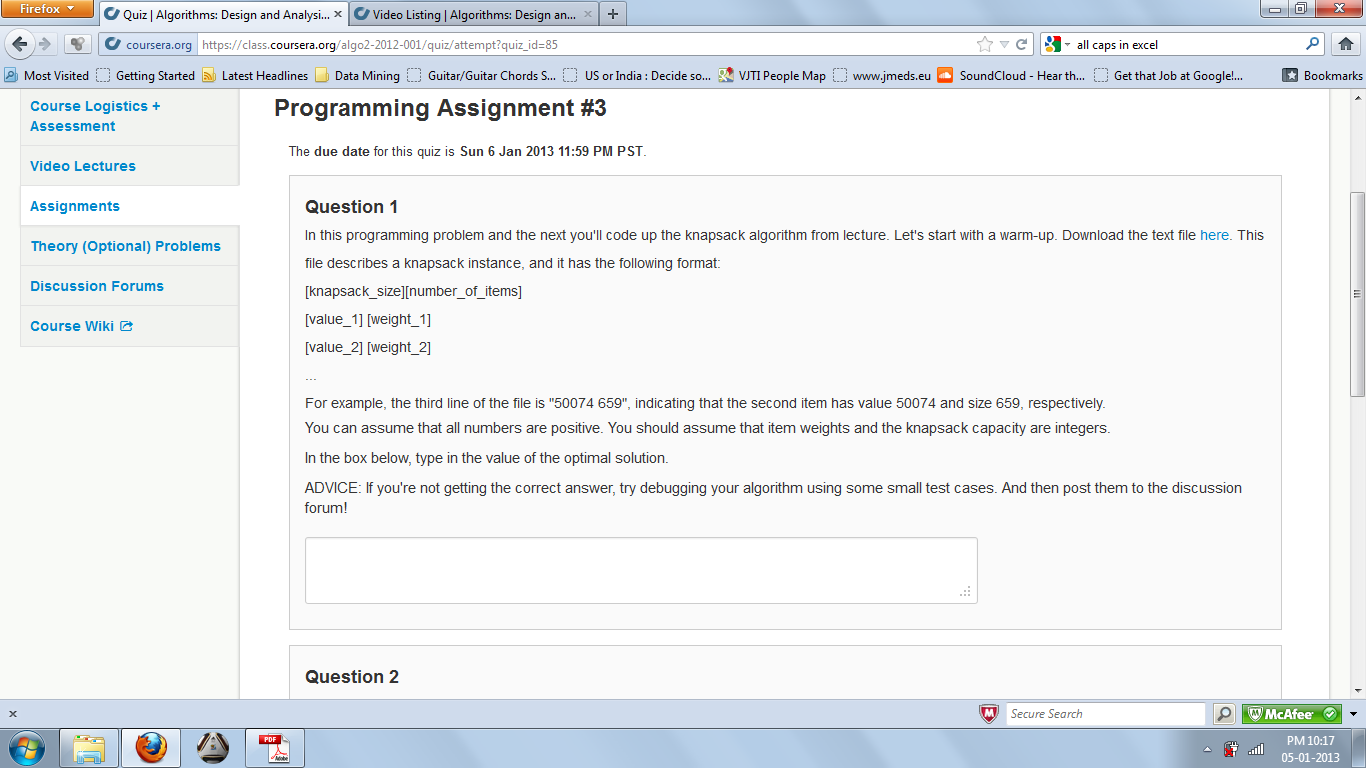 Firefox
Quiz | Algorithms: Design and Analysi...
Video Listing | Algorithms: Design an...
coursera.org
https://class.coursera.org/algo2-2012-001/quiz/attempt?quiz_id=85
all caps in excel
Most Visited
Getting Started
Latest Headlines
Data Mining
Guitar/Guitar Chords S...
US or India : Decide so...
VJTI People Map
www.jmeds.eu
SoundCloud - Hear th...
Get that Job at Google!...
Bookmarks
Course Logistics +
Assessment
Video Lectures
Assignments
Theory (Optional) Problems
Discussion Forums
Course Wiki
Programming Assignment #3
The due date for this quiz is Sun 6 Jan 2013 11:59 PM PST.
Question 1
In this programming problem and the next you'll code up the knapsack algorithm from lecture. Let's start with a warm-up. Download the text file here. This
file describes a knapsack instance, and it has the following format:
[knapsack_size][number_of_items]
[value_1] [weight_1]
[value_2] [weight_2]
...
For example, the third line of the file is "50074 659", indicating that the second item has value 50074 and size 659, respectively.
You can assume that all numbers are positive. You should assume that item weights and the knapsack capacity are integers.
In the box below, type in the value of the optimal solution.
ADVICE: If you're not getting the correct answer, try debugging your algorithm using some small test cases. And then post them to the discussion
forum!
Question 2
x
Secure Search
McAfee
PDF
Adobe
PM 10:17
05-01-2013